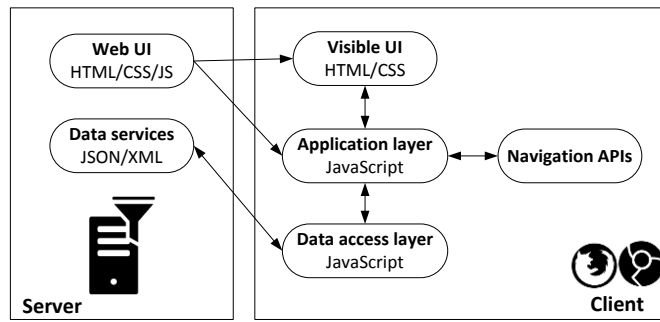 Web UI
HTML/CSS/JS
Data services
JSON/XML
Server
Visible UI
HTML/CSS
Application layer
JavaScript
Navigation APIs
Data access layer
JavaScript
Client